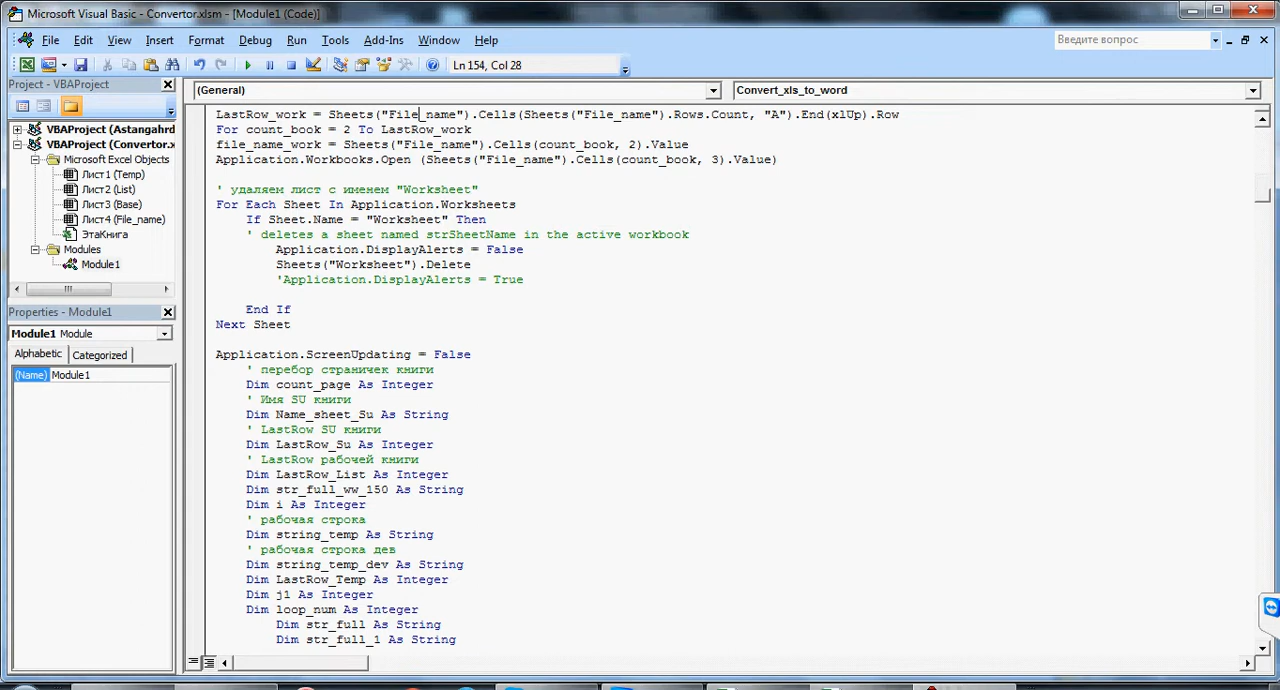 Microsoft Visual Basic - Convertor.xlsm - [Module1 (Code)]
File Edit View Insert Format Debug Run Tools Add-Ins Window Help
Введите вопрос
Ln 154, Col 28
Project - VBAProject
(General)
Convert_xls_to_word
VBAProject (Astangahrd
VBAProject (Convertor.x
Microsoft Excel Objects
Лист1 (Temp)
Лист2 (List)
Лист3 (Base)
Лист4 (File_name)
ЭтаКнига
Modules
Module1
Properties - Module1
Module1 Module
Alphabetic Categorized
(Name) Module1
LastRow_work = Sheets("File_name").Cells(Sheets("File_name").Rows.Count, "A").End(xlUp).Row
For count_book = 2 To LastRow_work
file_name_work = Sheets("File_name").Cells(count_book, 2).Value
Application.Workbooks.Open (Sheets("File_name").Cells(count_book, 3).Value)
' удаляем лист с именем "Worksheet"
For Each Sheet In Application.Worksheets
If Sheet.Name = "Worksheet" Then
' deletes a sheet named strSheetName in the active workbook
Application.DisplayAlerts = False
Sheets("Worksheet").Delete
'Application.DisplayAlerts = True
End If
Next Sheet
Application.ScreenUpdating = False
' перебор страничек книги
Dim count_page As Integer
' Имя SU книги
Dim Name_sheet_Su As String
' LastRow SU книги
Dim LastRow_Su As Integer
' LastRow рабочей книги
Dim LastRow_List As Integer
Dim str_full_ww_150 As String
Dim i As Integer
' рабочая строка
Dim string_temp As String
' рабочая строка дев
Dim string_temp_dev As String
Dim LastRow_Temp As Integer
Dim j1 As Integer
Dim loop_num As Integer
Dim str_full As String
Dim str_full_1 As String